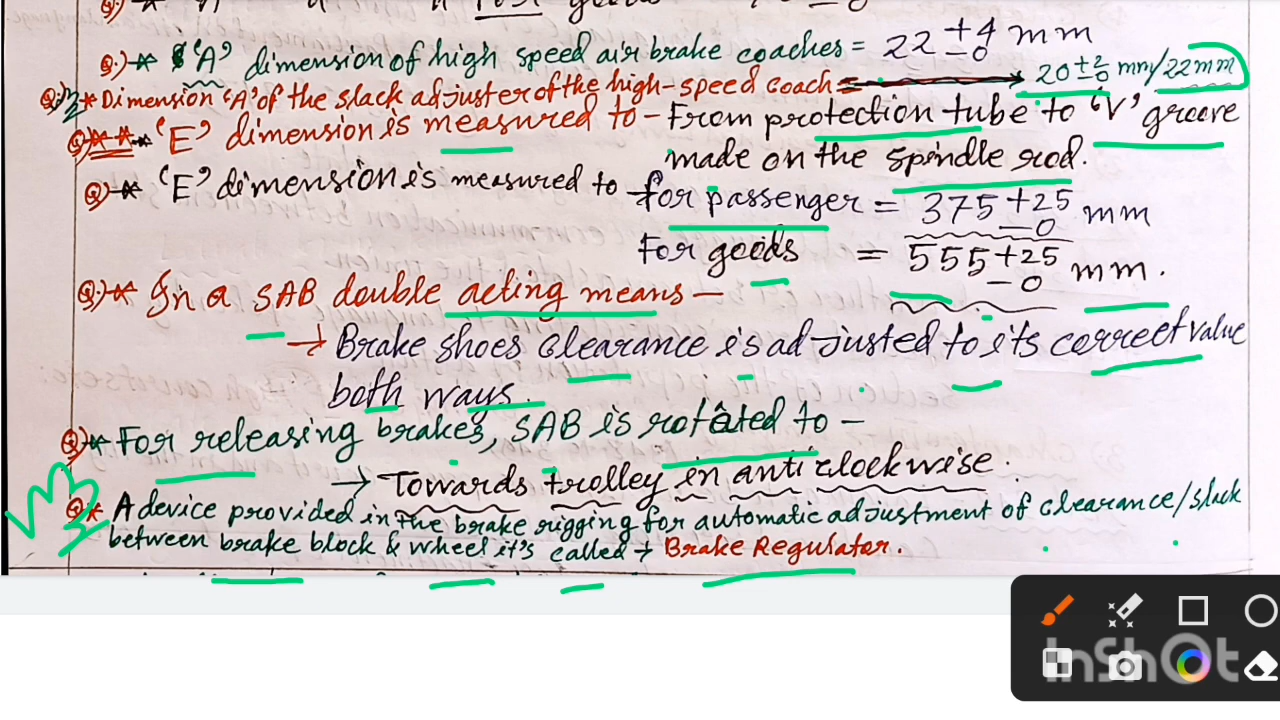 Q.) * 'A' dimension of high speed air brake coaches = 22 +4 -0 mm
Q. * Dimension 'A' of the slack adjuster of the high-speed coach = 20 +2 -0 mm/22mm
Q) ** 'E' dimension is measured to - From protection tube to 'V' groove
made on the spindle rod.
Q) * 'E' dimension is measured to - for passenger = 375 +25 -0 mm
For goods = 555 +25 -0 mm.
Q.) * In a SAB double acting means -
→ Brake shoes clearance is adjusted to its correct value
both ways.
Q) * For releasing brakes, SAB is rotated to -
→ Towards trolley in anti clockwise.
Q * A device provided in the brake rigging for automatic adjustment of clearance/slack
between brake block & wheel it's called → Brake Regulator.
InShOt